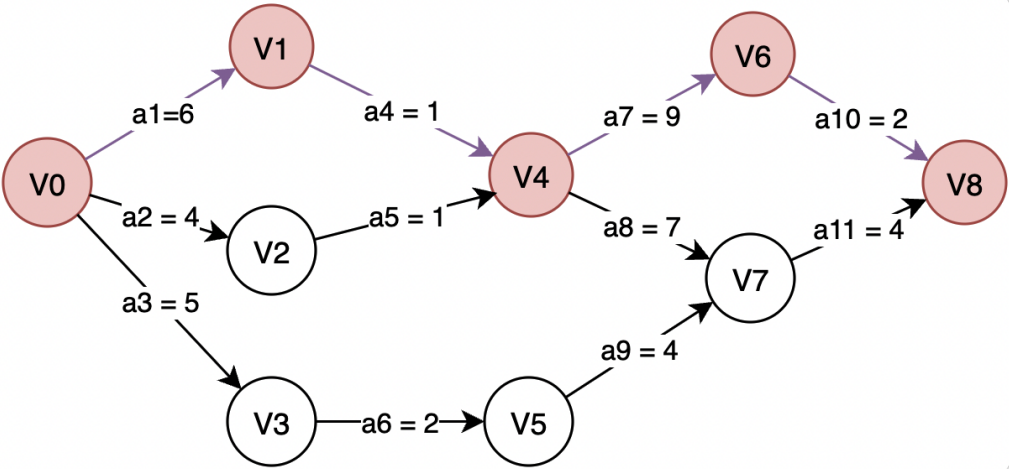 V1
V6
a1=6
a4 = 1
a7 = 9
a10 = 2
V0
V4
V8
a2 = 4
a5 = 1
a8 = 7
a11 = 4
V2
V7
a3 = 5
a9 = 4
V3
a6 = 2
V5